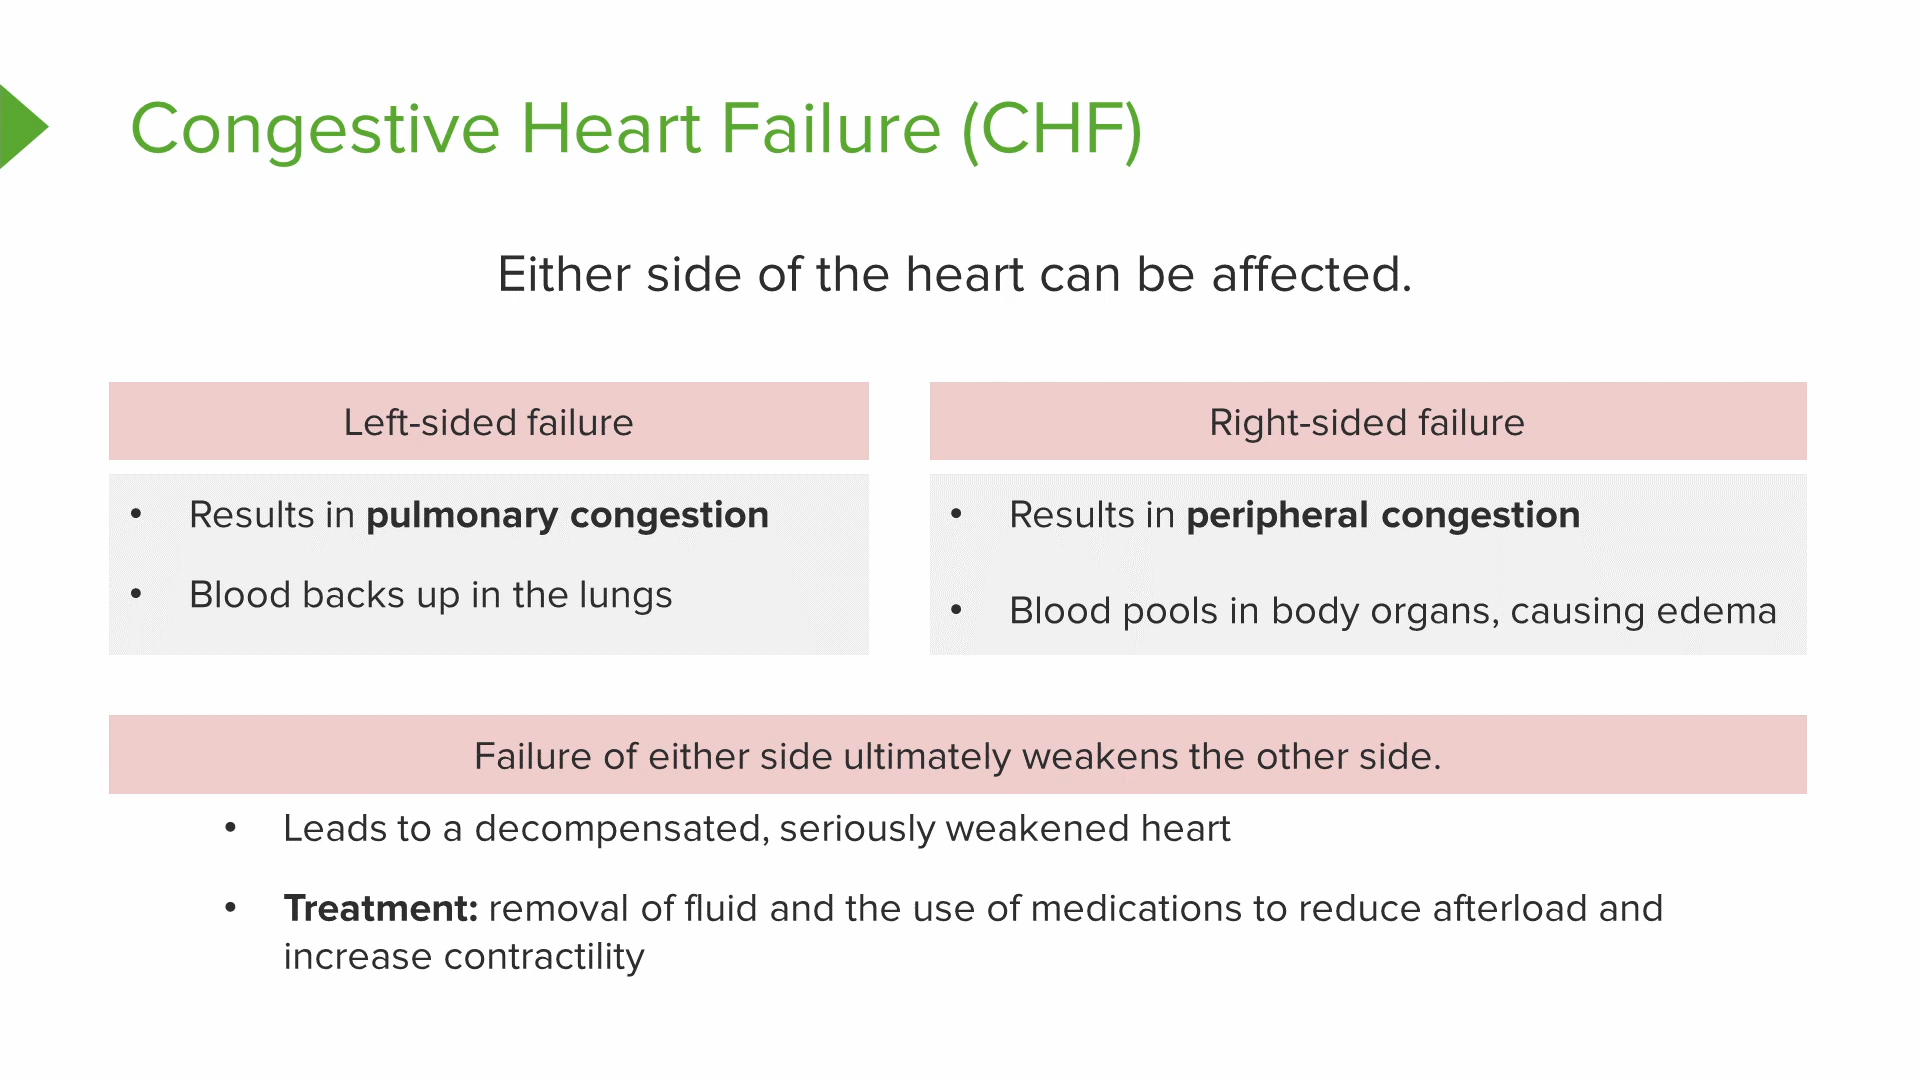 Congestive Heart Failure (CHF)
Either side of the heart can be affected.
Left-sided failure
• Results in pulmonary congestion
• Blood backs up in the lungs
Right-sided failure
• Results in peripheral congestion
• Blood pools in body organs, causing edema
Failure of either side ultimately weakens the other side.
• Leads to a decompensated, seriously weakened heart
• Treatment: removal of fluid and the use of medications to reduce afterload and
increase contractility